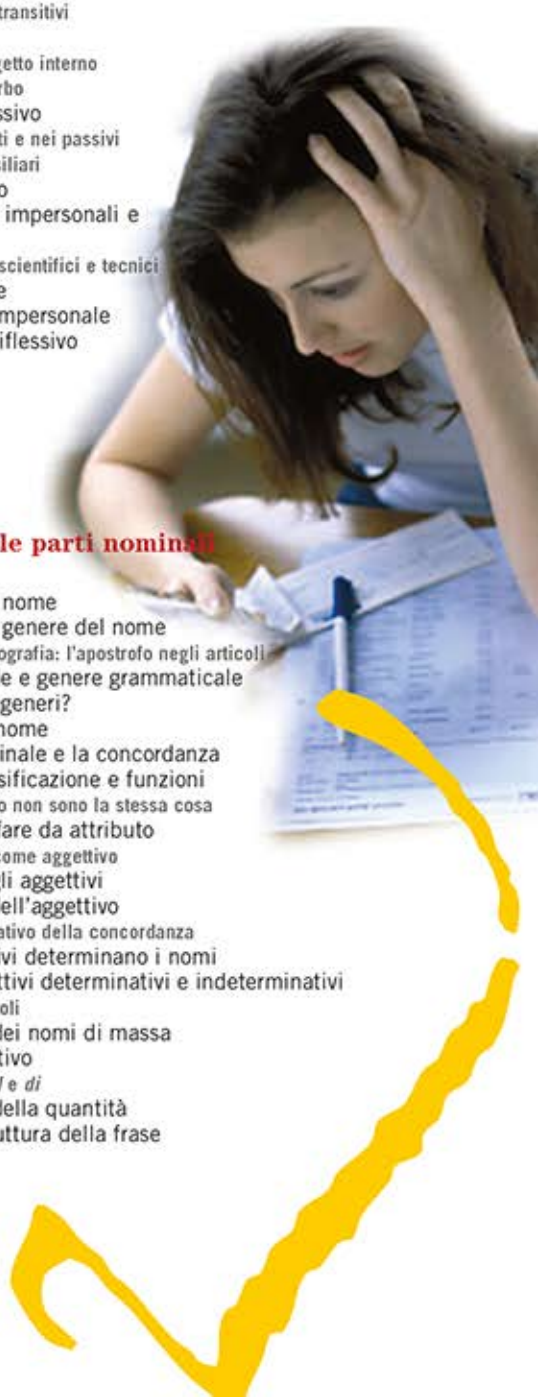 transitivi
getto interno
rbo
ssivo
ti e nei passivi
siliari
o
impersonali e
scientifici e tecnici
e
mpersonale
iflessivo
le parti nominali
nome
genere del nome
ografia: l'apostrofo negli articoli
e e genere grammaticale
generi?
nome
inale e la concordanza
sificazione e funzioni
o non sono la stessa cosa
fare da attributo
come aggettivo
gli aggettivi
ell'aggettivo
ativo della concordanza
vi determinano i nomi
ttivi determinativi e indeterminativi
oli
dei nomi di massa
tivo
l e di
della quantità
uttura della frase
2